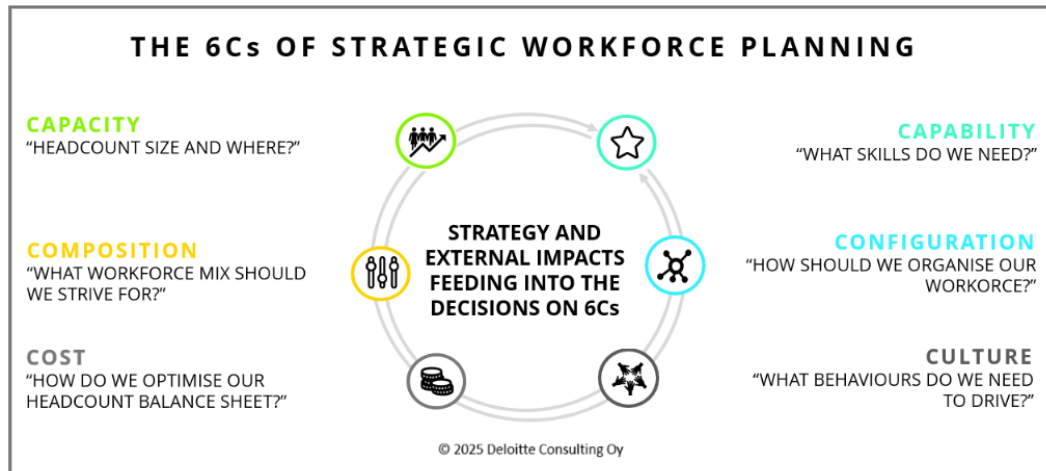 THE 6Cs OF STRATEGIC WORKFORCE PLANNING
CAPACITY
“HEADCOUNT SIZE AND WHERE?”
COMPOSITION
“WHAT WORKFORCE MIX SHOULD
WE STRIVE FOR?”
COST
“HOW DO WE OPTIMISE OUR
HEADCOUNT BALANCE SHEET?”
STRATEGY AND
EXTERNAL IMPACTS
FEEDING INTO THE
DECISIONS ON 6Cs
CAPABILITY
“WHAT SKILLS DO WE NEED?”
CONFIGURATION
“HOW SHOULD WE ORGANISE OUR
WORKORCE?”
CULTURE
“WHAT BEHAVIOURS DO WE NEED
TO DRIVE?”
© 2025 Deloitte Consulting Oy